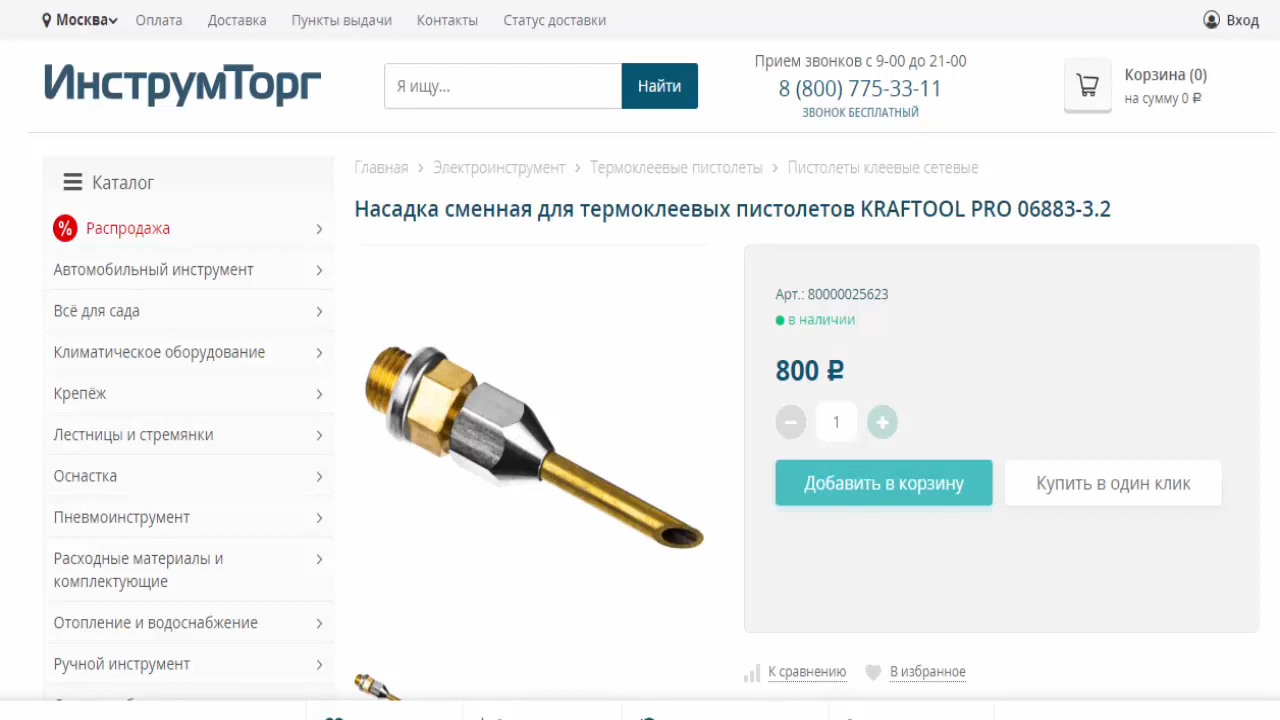 Москва
Оплата
Доставка
Пункты выдачи
Контакты
Статус доставки
Вход
ИнструмТорг
Я ищу...
Найти
Прием звонков с 9-00 до 21-00
8 (800) 775-33-11
ЗВОНОК БЕСПЛАТНЫЙ
Корзина (0)
на сумму 0 ₽
Каталог
% Распродажа
Автомобильный инструмент
Всё для сада
Климатическое оборудование
Крепёж
Лестницы и стремянки
Оснастка
Пневмоинструмент
Расходные материалы и
комплектующие
Отопление и водоснабжение
Ручной инструмент
Главная > Электроинструмент > Термоклеевые пистолеты > Пистолеты клеевые сетевые
Насадка сменная для термоклеевых пистолетов KRAFTOOL PRO 06883-3.2
Арт.: 80000025623
в наличии
800 ₽
1
Добавить в корзину
Купить в один клик
К сравнению
В избранное